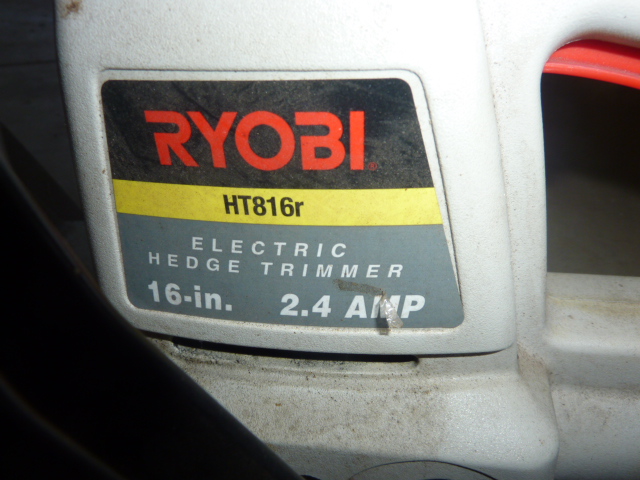 RYOBI
HT816r
ELECTRIC
HEDGE TRIMMER
16-in. 2.4 AMP